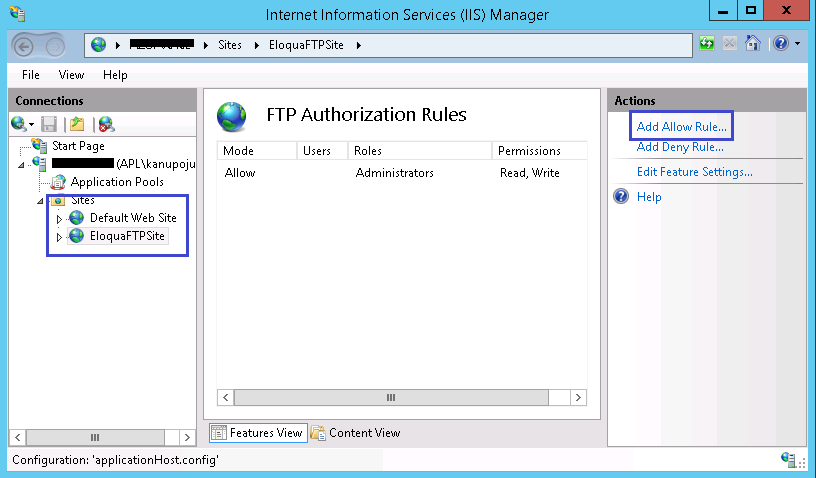 Internet Information Services (IIS) Manager
Sites EloquaFTPSite
File View Help
Connections
Start Page
(APL\kanupoju
Application Pools
Sites
Default Web Site
EloquaFTPSite
FTP Authorization Rules
Mode Users Roles Permissions
Allow Administrators Read, Write
Features View Content View
Actions
Add Allow Rule...
Add Deny Rule...
Edit Feature Settings...
Help
Configuration: 'applicationHost.config'